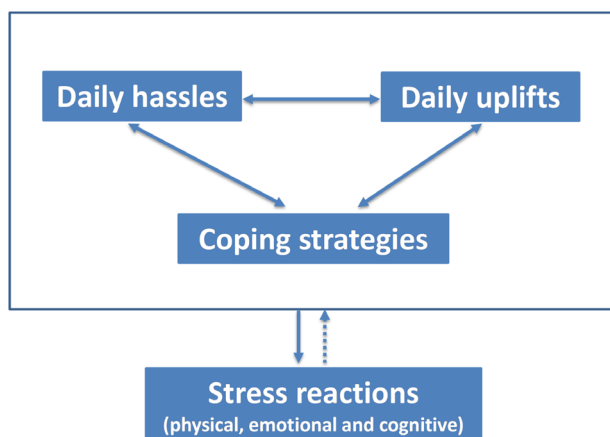 Daily hassles
Daily uplifts
Coping strategies
Stress reactions
(physical, emotional and cognitive)